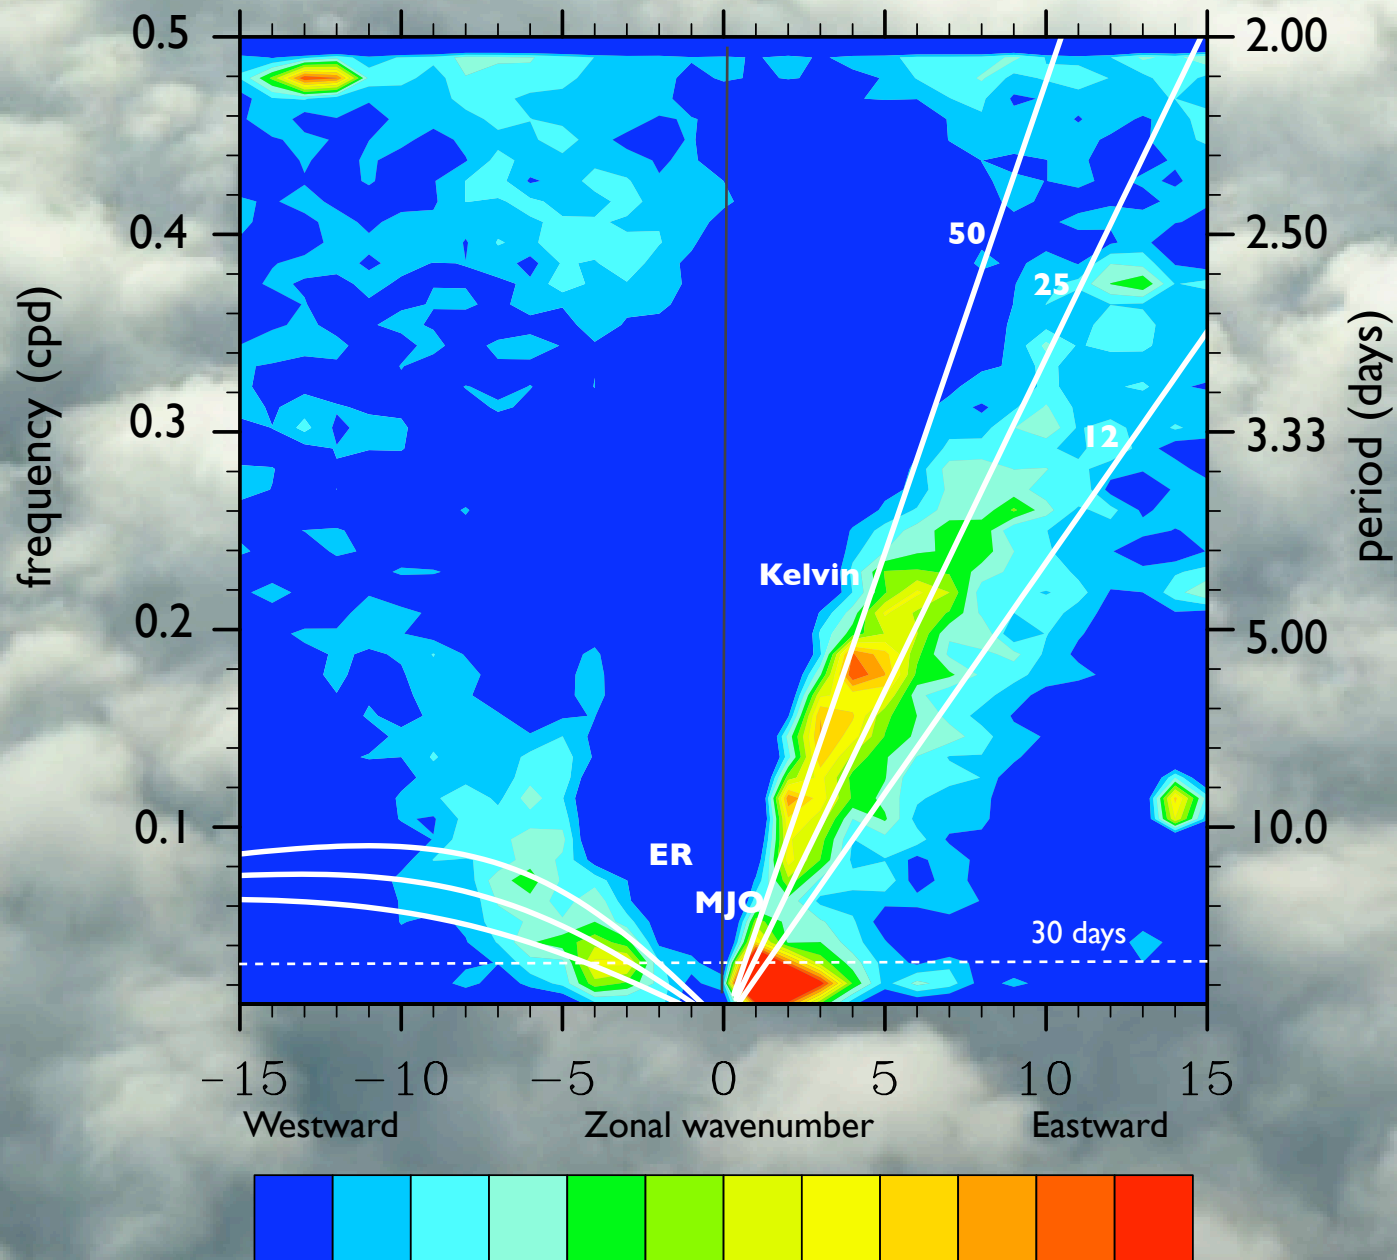 0.5
2.00
0.4
50
2.50
25
frequency (cpd)
period (days)
0.3
12
3.33
Kelvin
0.2
5.00
0.1
10.0
ER
MJO
30 days
−15 −10 −5 0 5 10 15
Westward Zonal wavenumber Eastward